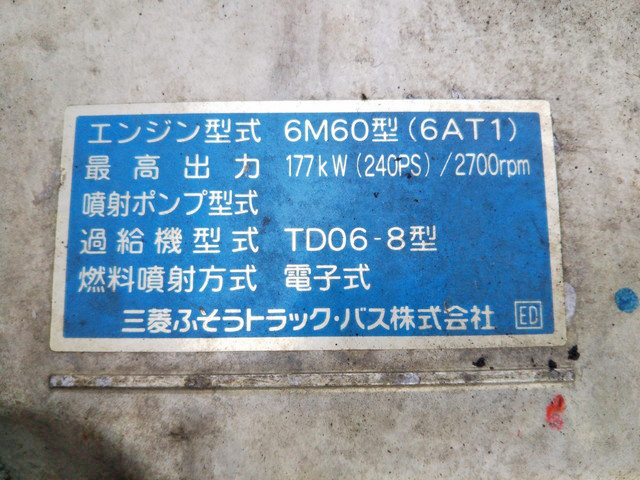 エンジン型式 6M60型(6AT1)
最高出力 177kW(240PS)/2700rpm
噴射ポンプ型式
過給機型式 TD06-8型
燃料噴射方式 電子式
三菱ふそうトラック・バス株式会社 ED